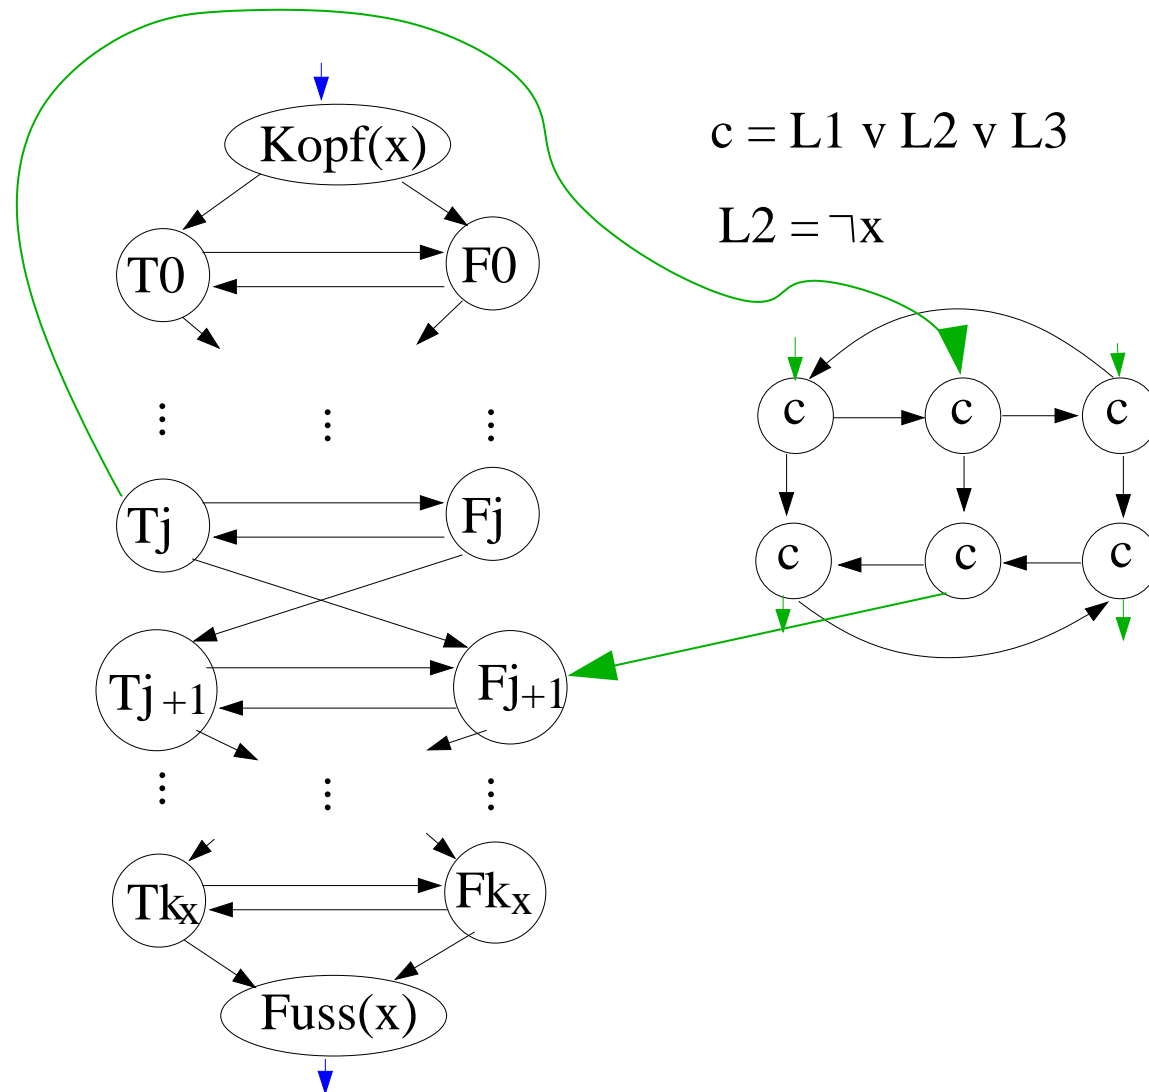 Kopf(x)
c = L1 v L2 v L3
L2 = ¬x
T0 F0
c c c
⋮ ⋮ ⋮
Tj Fj
c c c
Tj+1 Fj+1
⋮ ⋮ ⋮
Tkx Fkx
Fuss(x)